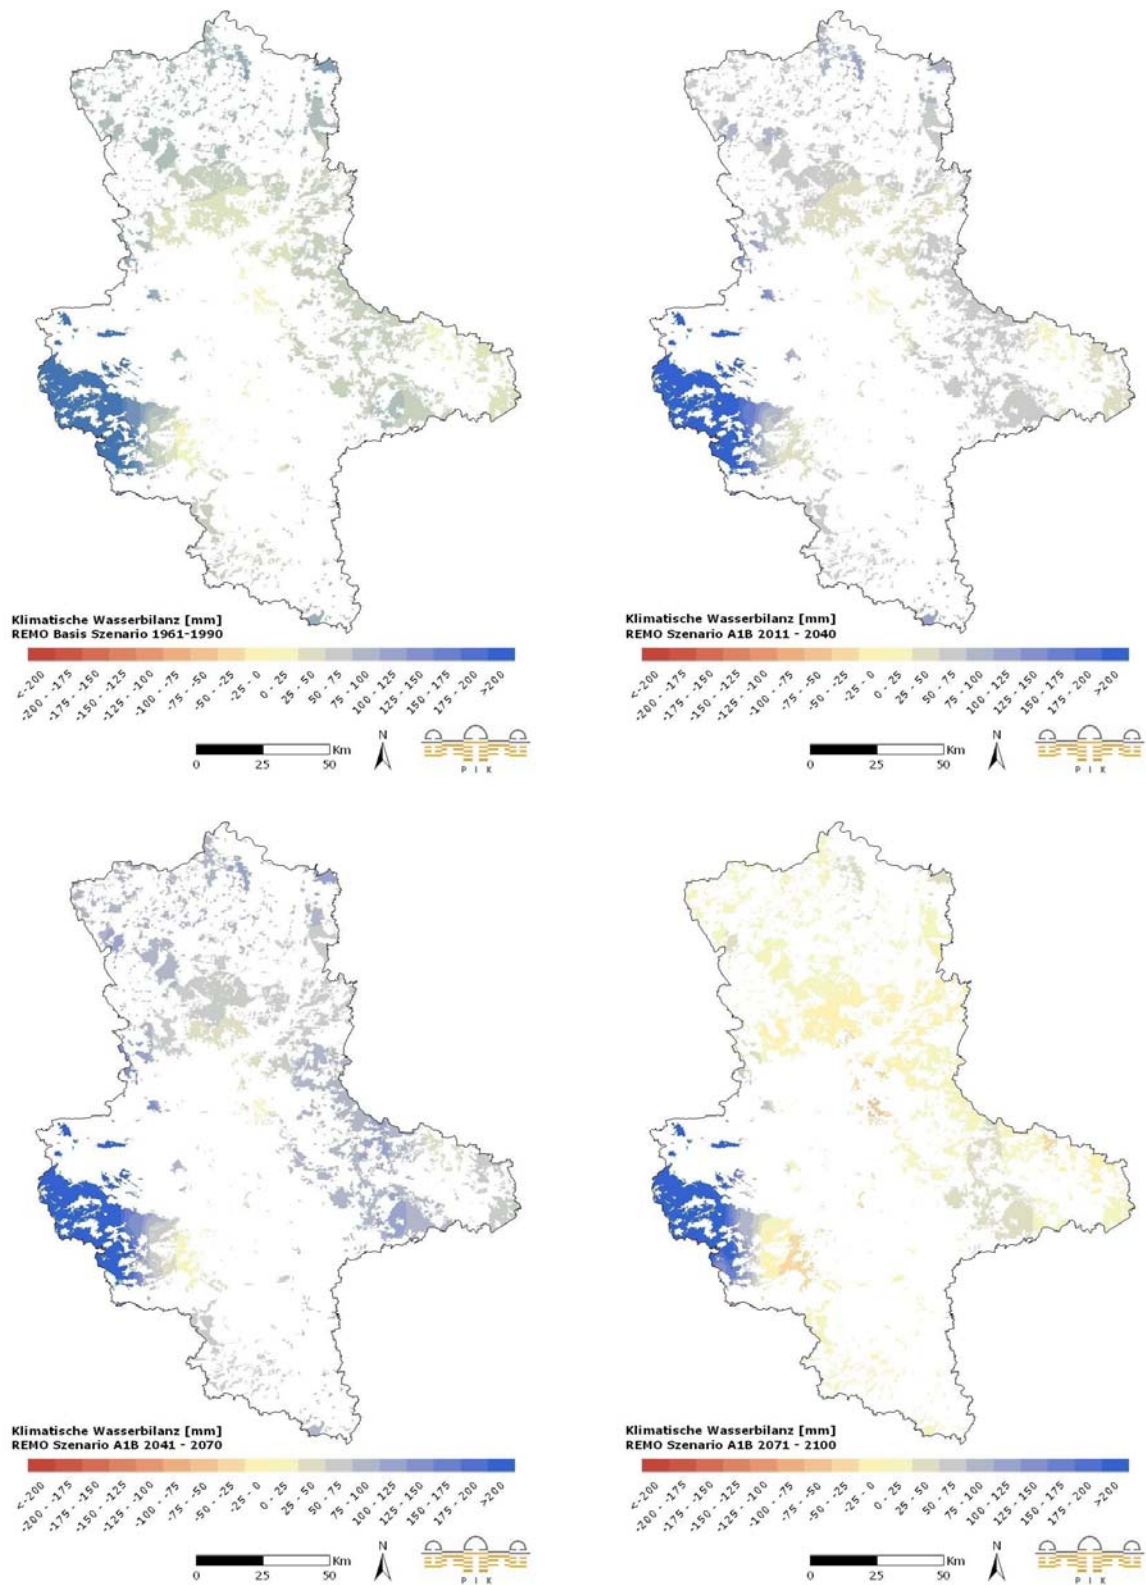 Klimatische Wasserbilanz [mm]
REMO Basis Szenario 1961-1990
<-200
-200 - -175
-175 - -150
-150 - -125
-125 - -100
-100 - -75
-75 - -50
-50 - -25
-25 - 0
0 - 25
25 - 50
50 - 75
75 - 100
100 - 125
125 - 150
150 - 175
175 - 200
>200
N
Km
0 25 50
P I K
Klimatische Wasserbilanz [mm]
REMO Szenario A1B 2011 - 2040
<-200
-200 - -175
-175 - -150
-150 - -125
-125 - -100
-100 - -75
-75 - -50
-50 - -25
-25 - 0
0 - 25
25 - 50
50 - 75
75 - 100
100 - 125
125 - 150
150 - 175
175 - 200
>200
N
Km
0 25 50
P I K
Klimatische Wasserbilanz [mm]
REMO Szenario A1B 2041 - 2070
<-200
-200 - -175
-175 - -150
-150 - -125
-125 - -100
-100 - -75
-75 - -50
-50 - -25
-25 - 0
0 - 25
25 - 50
50 - 75
75 - 100
100 - 125
125 - 150
150 - 175
175 - 200
>200
N
Km
0 25 50
P I K
Klimatische Wasserbilanz [mm]
REMO Szenario A1B 2071 - 2100
<-200
-200 - -175
-175 - -150
-150 - -125
-125 - -100
-100 - -75
-75 - -50
-50 - -25
-25 - 0
0 - 25
25 - 50
50 - 75
75 - 100
100 - 125
125 - 150
150 - 175
175 - 200
>200
N
Km
0 25 50
P I K